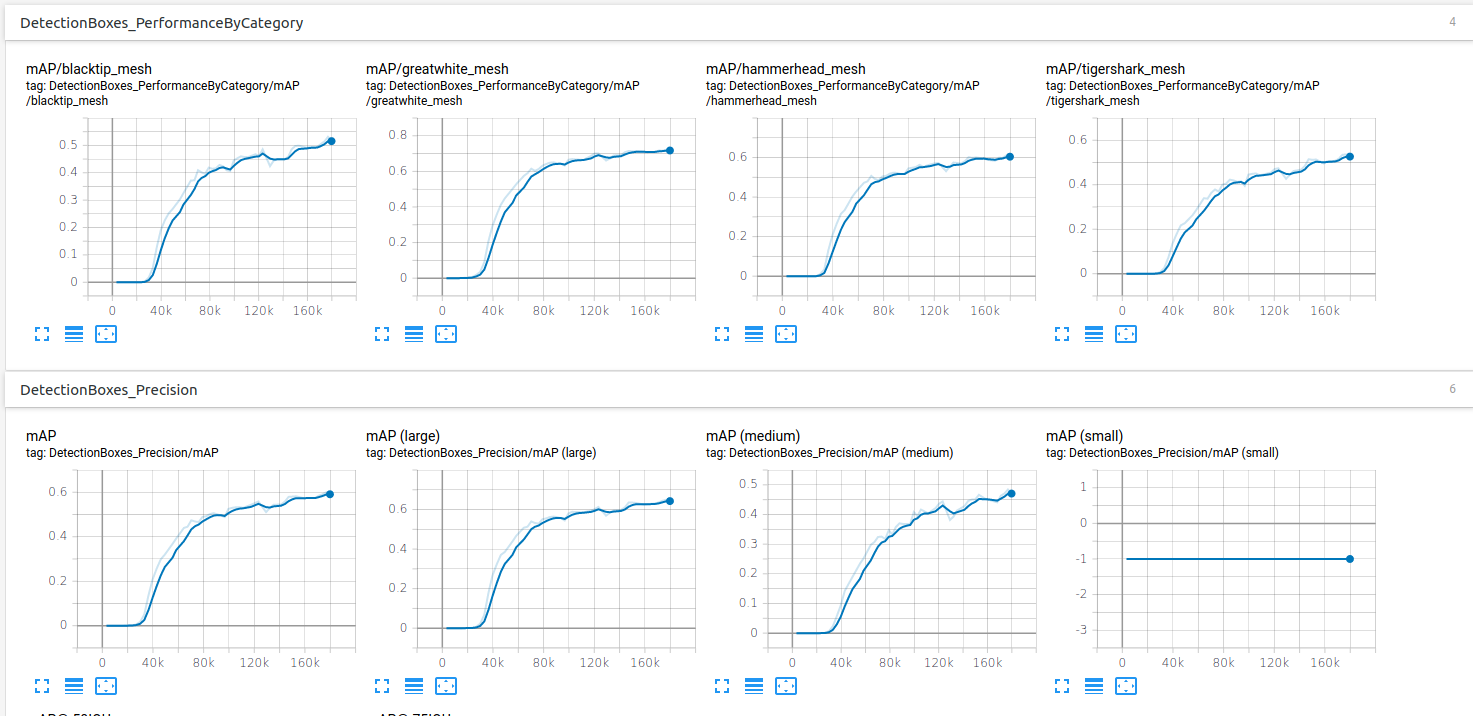 DetectionBoxes_PerformanceByCategory 4
mAP/blacktip_mesh
tag: DetectionBoxes_PerformanceByCategory/mAP
/blacktip_mesh
0.5
0.4
0.3
0.2
0.1
0
0 40k 80k 120k 160k
mAP/greatwhite_mesh
tag: DetectionBoxes_PerformanceByCategory/mAP
/greatwhite_mesh
0.8
0.6
0.4
0.2
0
0 40k 80k 120k 160k
mAP/hammerhead_mesh
tag: DetectionBoxes_PerformanceByCategory/mAP
/hammerhead_mesh
0.6
0.4
0.2
0
0 40k 80k 120k 160k
mAP/tigershark_mesh
tag: DetectionBoxes_PerformanceByCategory/mAP
/tigershark_mesh
0.6
0.4
0.2
0
0 40k 80k 120k 160k
DetectionBoxes_Precision 6
mAP
tag: DetectionBoxes_Precision/mAP
0.6
0.4
0.2
0
0 40k 80k 120k 160k
mAP (large)
tag: DetectionBoxes_Precision/mAP (large)
0.6
0.4
0.2
0
0 40k 80k 120k 160k
mAP (medium)
tag: DetectionBoxes_Precision/mAP (medium)
0.5
0.4
0.3
0.2
0.1
0
0 40k 80k 120k 160k
mAP (small)
tag: DetectionBoxes_Precision/mAP (small)
1
0
-1
-2
-3
0 40k 80k 120k 160k